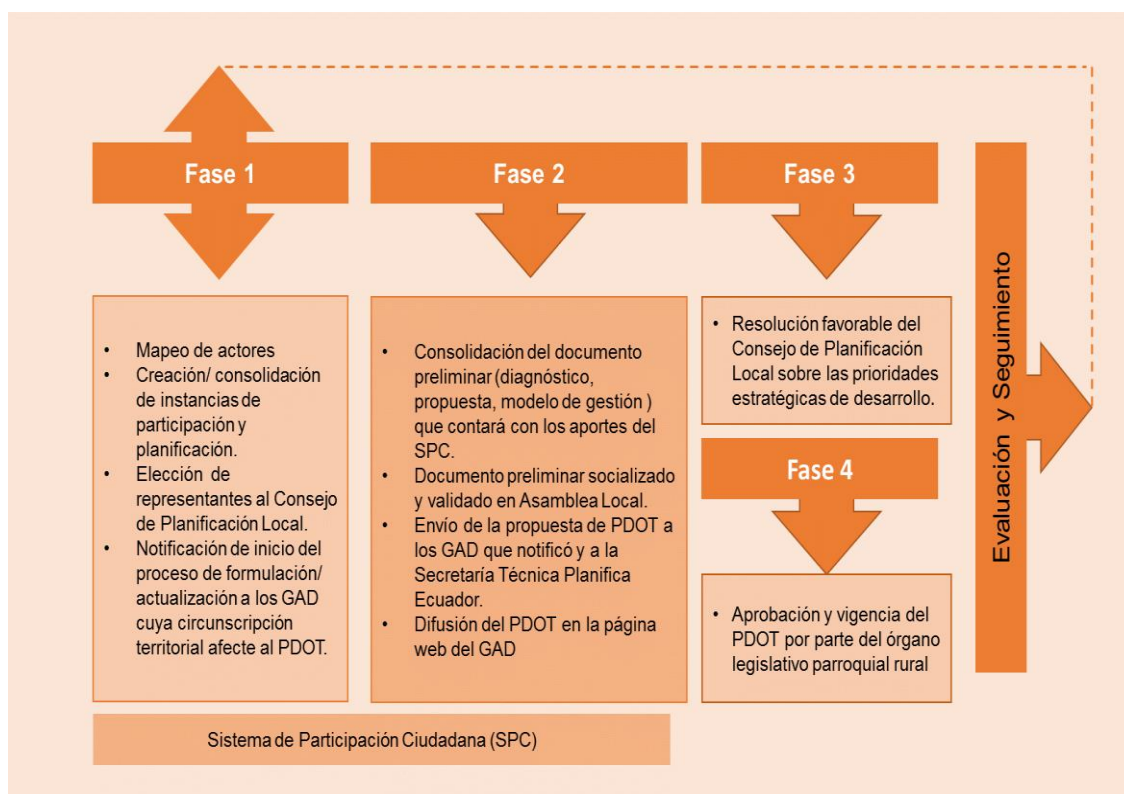 Fase 1
• Mapeo de actores
• Creación/ consolidación
de instancias de
participación y
planificación.
• Elección de
representantes al Consejo
de Planificación Local.
• Notificación de inicio del
proceso de formulación/
actualización a los GAD
cuya circunscripción
territorial afecte al PDOT.
Fase 2
• Consolidación del documento
preliminar (diagnóstico,
propuesta, modelo de gestión )
que contará con los aportes del
SPC.
• Documento preliminar socializado
y validado en Asamblea Local.
• Envío de la propuesta de PDOT a
los GAD que notificó y a la
Secretaría Técnica Planifica
Ecuador.
• Difusión del PDOT en la página
web del GAD
Sistema de Participación Ciudadana (SPC)
Fase 3
• Resolución favorable del
Consejo de Planificación
Local sobre las prioridades
estratégicas de desarrollo.
Fase 4
• Aprobación y vigencia del
PDOT por parte del órgano
legislativo parroquial rural
Evaluación y Seguimiento